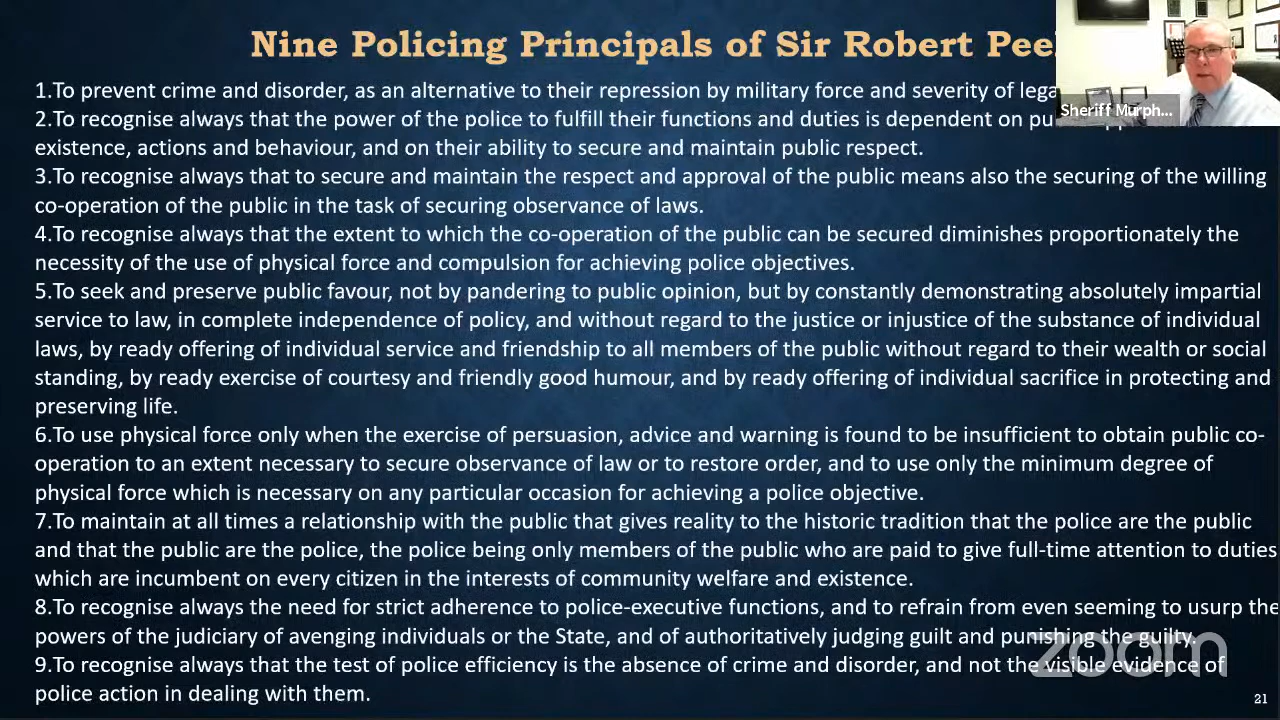 Nine Policing Principals of Sir Robert Pee
1.To prevent crime and disorder, as an alternative to their repression by military force and severity of lega
Sheriff Murph...
2.To recognise always that the power of the police to fulfill their functions and duties is dependent on pu
existence, actions and behaviour, and on their ability to secure and maintain public respect.
3.To recognise always that to secure and maintain the respect and approval of the public means also the securing of the willing
co-operation of the public in the task of securing observance of laws.
4.To recognise always that the extent to which the co-operation of the public can be secured diminishes proportionately the
necessity of the use of physical force and compulsion for achieving police objectives.
5.To seek and preserve public favour, not by pandering to public opinion, but by constantly demonstrating absolutely impartial
service to law, in complete independence of policy, and without regard to the justice or injustice of the substance of individual
laws, by ready offering of individual service and friendship to all members of the public without regard to their wealth or social
standing, by ready exercise of courtesy and friendly good humour, and by ready offering of individual sacrifice in protecting and
preserving life.
6.To use physical force only when the exercise of persuasion, advice and warning is found to be insufficient to obtain public co-
operation to an extent necessary to secure observance of law or to restore order, and to use only the minimum degree of
physical force which is necessary on any particular occasion for achieving a police objective.
7.To maintain at all times a relationship with the public that gives reality to the historic tradition that the police are the public
and that the public are the police, the police being only members of the public who are paid to give full-time attention to duties
which are incumbent on every citizen in the interests of community welfare and existence.
8.To recognise always the need for strict adherence to police-executive functions, and to refrain from even seeming to usurp the
powers of the judiciary of avenging individuals or the State, and of authoritatively judging guilt and punishing the guilty.
9.To recognise always that the test of police efficiency is the absence of crime and disorder, and not the visible evidence of
police action in dealing with them.
zoom
21